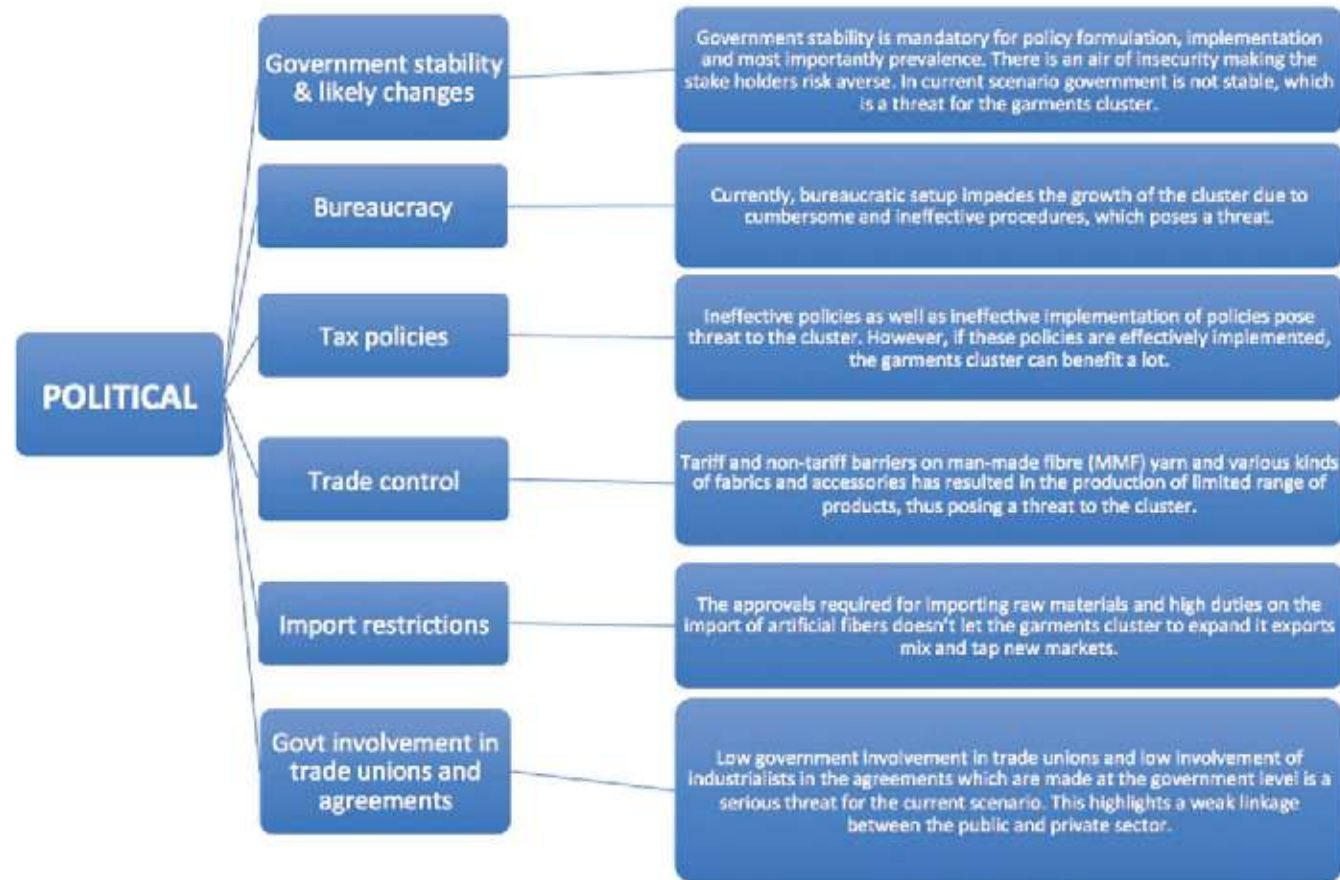 POLITICAL
Government stability
& likely changes
Government stability is mandatory for policy formulation, implementation
and most importantly prevalence. There is an air of insecurity making the
stake holders risk averse. In current scenario government is not stable, which
is a threat for the garments cluster.
Bureaucracy
Currently, bureaucratic setup impedes the growth of the cluster due to
cumbersome and ineffective procedures, which poses a threat.
Tax policies
Ineffective policies as well as ineffective implementation of policies pose
threat to the cluster. However, if these policies are effectively implemented,
the garments cluster can benefit a lot.
Trade control
Tariff and non-tariff barriers on man-made fibre (MMF) yarn and various kinds
of fabrics and accessories has resulted in the production of limited range of
products, thus posing a threat to the cluster.
Import restrictions
The approvals required for importing raw materials and high duties on the
import of artificial fibers doesn't let the garments cluster to expand it exports
mix and tap new markets.
Govt involvement in
trade unions and
agreements
Low government involvement in trade unions and low involvement of
industrialists in the agreements which are made at the government level is a
serious threat for the current scenario. This highlights a weak linkage
between the public and private sector.